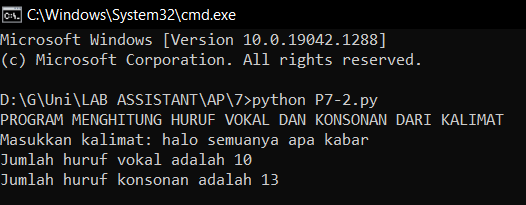 C:\Windows\System32\cmd.exe
Microsoft Windows [Version 10.0.19042.1288]
(c) Microsoft Corporation. All rights reserved.
D:\G\Uni\LAB ASSISTANT\AP\7>python P7-2.py
PROGRAM MENGHITUNG HURUF VOKAL DAN KONSONAN DARI KALIMAT
Masukkan kalimat: halo semuanya apa kabar
Jumlah huruf vokal adalah 10
Jumlah huruf konsonan adalah 13